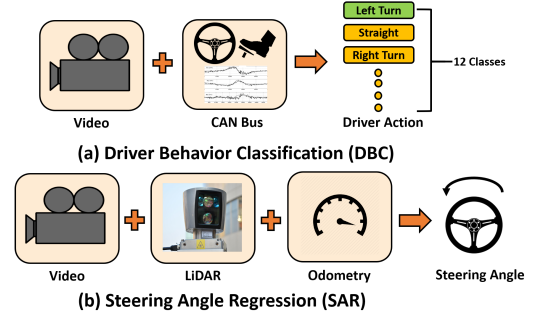 Left Turn
Straight
Right Turn
12 Classes
Video
CAN Bus
Driver Action
(a) Driver Behavior Classification (DBC)
Video
LiDAR
Odometry
Steering Angle
(b) Steering Angle Regression (SAR)